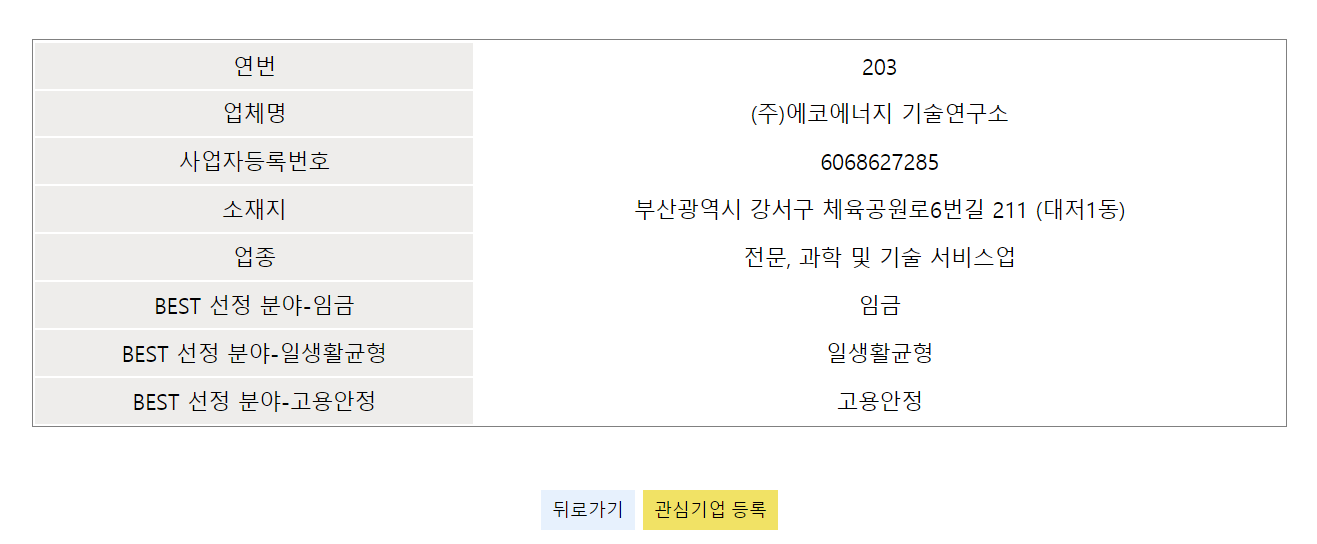 연번 203
업체명 (주)에코에너지 기술연구소
사업자등록번호 6068627285
소재지 부산광역시 강서구 체육공원로6번길 211 (대저1동)
업종 전문, 과학 및 기술 서비스업
BEST 선정 분야-임금 임금
BEST 선정 분야-일생활균형 일생활균형
BEST 선정 분야-고용안정 고용안정
뒤로가기 관심기업 등록